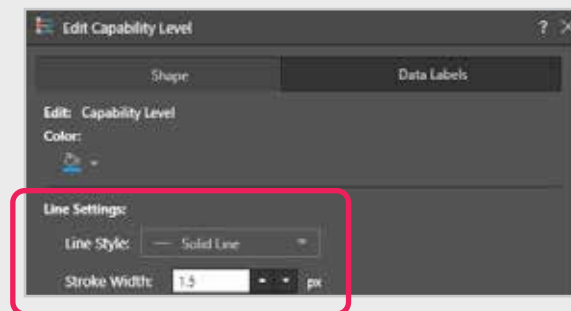 Edit Capability Level ? X
Shape Data Labels
Edit: Capability Level
Color:
Line Settings:
Line Style: Solid Line
Stroke Width: 1.5 px